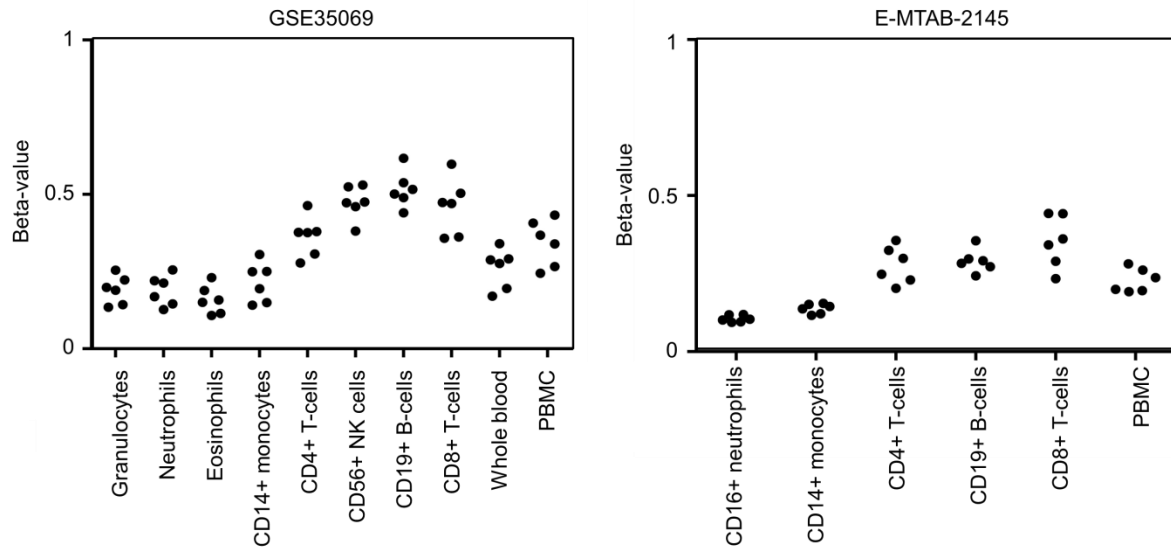 GSE35069
1
Beta-value
0.5
0
Granulocytes
Neutrophils
Eosinophils
CD14+ monocytes
CD4+ T-cells
CD56+ NK cells
CD19+ B-cells
CD8+ T-cells
Whole blood
PBMC
E-MTAB-2145
1
Beta-value
0.5
0
CD16+ neutrophils
CD14+ monocytes
CD4+ T-cells
CD19+ B-cells
CD8+ T-cells
PBMC